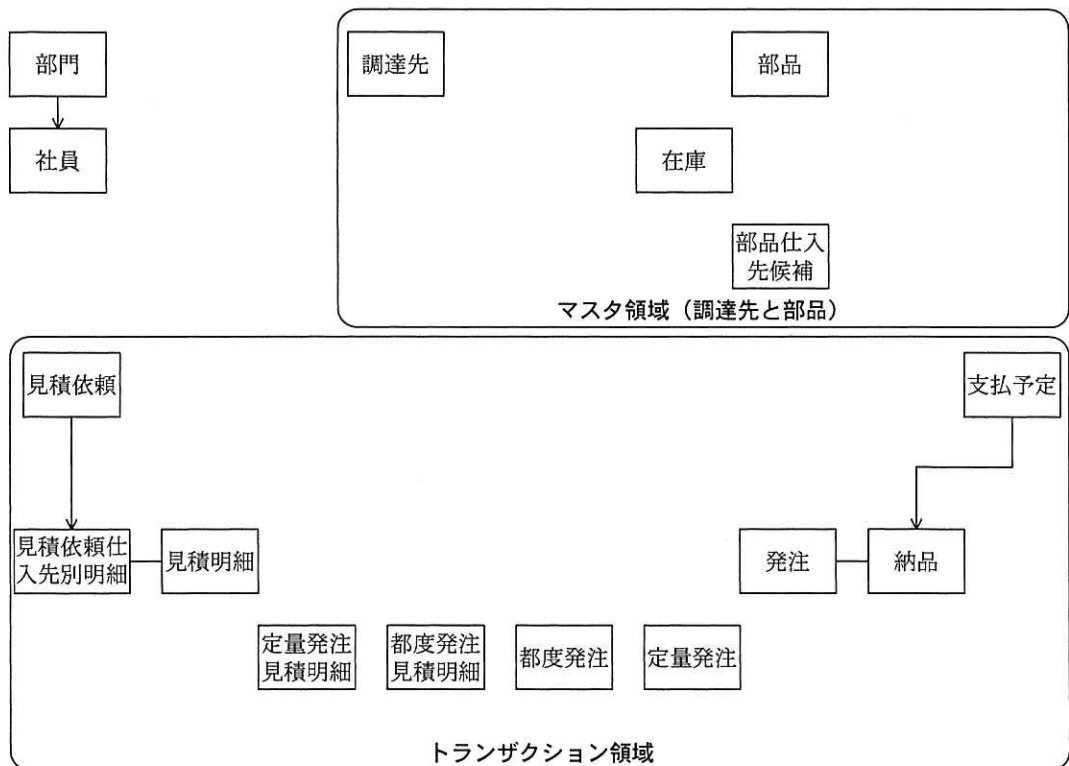 部門
調達先
部品
社員
在庫
部品仕入
先候補
マスタ領域（調達先と部品）
見積依頼
支払予定
見積依頼仕
入先別明細
見積明細
発注
納品
定量発注
見積明細
都度発注
見積明細
都度発注
定量発注
トランザクション領域